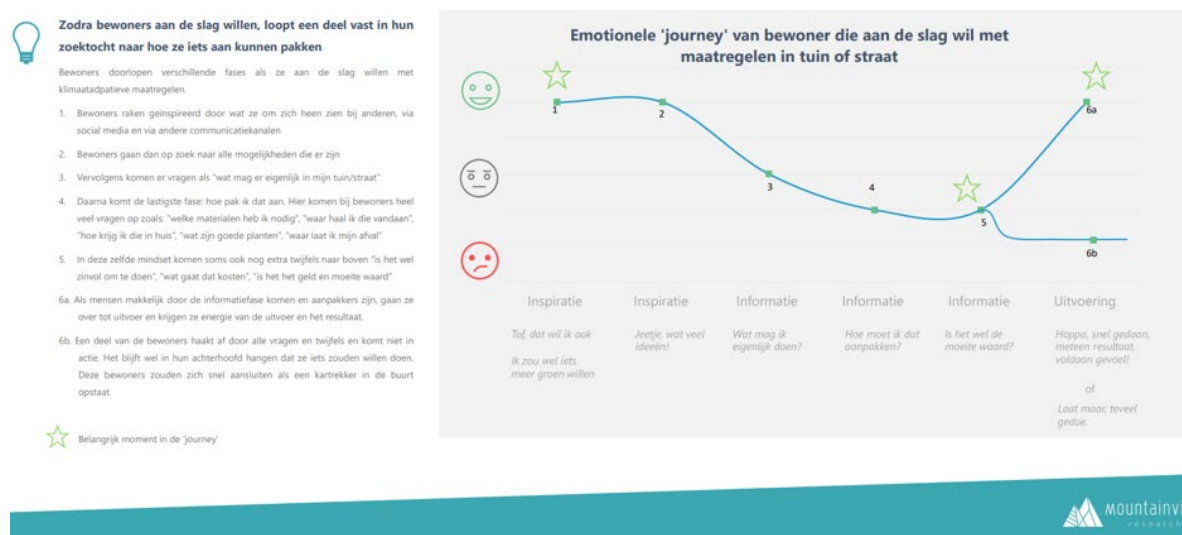 Zodra bewoners aan de slag willen, loopt een deel vast in hun
zoektocht naar hoe ze iets aan kunnen pakken
Bewoners doorlopen verschillende fases als ze aan de slag willen met
klimaatadpatieve maatregelen.
1. Bewoners raken geïnspireerd door wat ze om zich heen zien bij anderen, via
social media en via andere communicatiekanalen
2. Bewoners gaan dan op zoek naar alle mogelijkheden die er zijn
3. Vervolgens komen er vragen als "wat mag er eigenlijk in mijn tuin/straat"
4. Daarna komt de lastigste fase: hoe pak ik dat aan. Hier komen bij bewoners heel
veel vragen op zoals: "welke materialen heb ik nodig", "waar haal ik die vandaan",
"hoe krijg ik die in huis", "wat zijn goede planten", "waar laat ik mijn afval"
5. In deze zelfde mindset komen soms ook nog extra twijfels naar boven "is het wel
zinvol om te doen", "wat gaat dat kosten", "is het het geld en moeite waard"
6a. Als mensen makkelijk door de informatiefase komen en aanpakkers zijn, gaan ze
over tot uitvoer en krijgen ze energie van de uitvoer en het resultaat.
6b. Een deel van de bewoners haakt af door alle vragen en twijfels en komt niet in
actie. Het blijft wel in hun achterhoofd hangen dat ze iets zouden willen doen.
Deze bewoners zouden zich snel aansluiten als een kartrekker in de buurt
opstaat
Belangrijk moment in de 'journey'
Emotionele 'journey' van bewoner die aan de slag wil met
maatregelen in tuin of straat
1
2
3
4
5
6a
6b
Inspiratie
Inspiratie
Informatie
Informatie
Informatie
Uitvoering
Tof, dat wil ik ook
Ik zou wel iets
meer groen willen
Jeetje, wat veel
ideeën!
Wat mag ik
eigenlijk doen?
Hoe moet ik dat
aanpakken?
Is het wel de
moeite waard?
Hoppa, snel gedaan,
meteen resultaat,
voldaan gevoel!
of
Laat maar, teveel
gedoe.
mountainvi
research